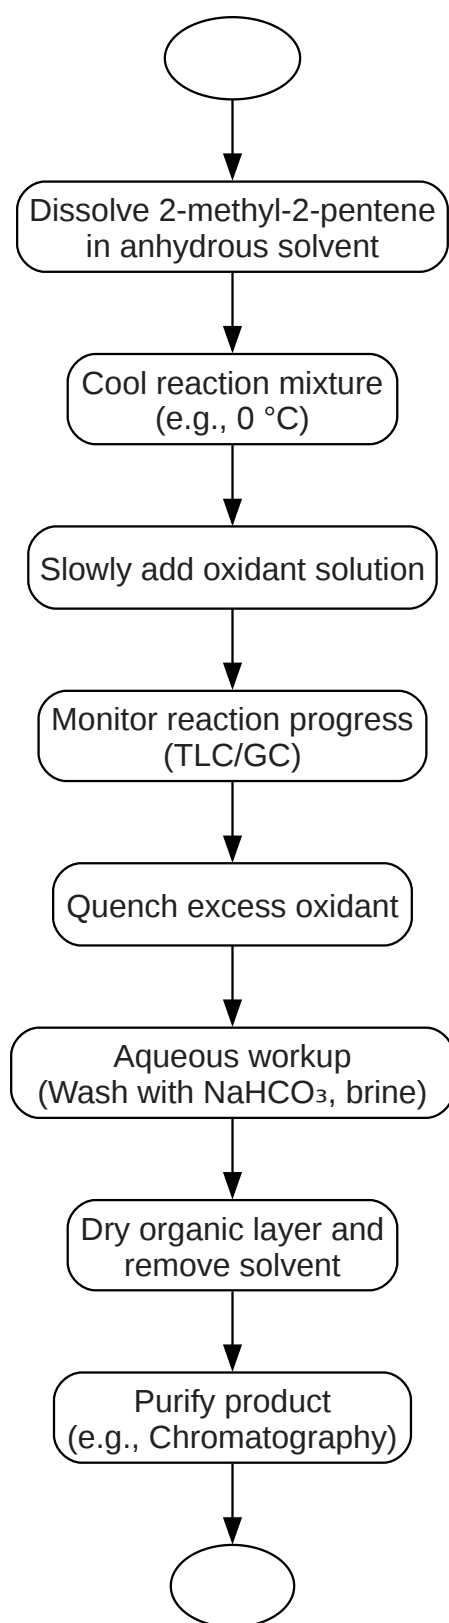 Dissolve 2-methyl-2-pentene
in anhydrous solvent
Cool reaction mixture
(e.g., 0 °C)
Slowly add oxidant solution
Monitor reaction progress
(TLC/GC)
Quench excess oxidant
Aqueous workup
(Wash with NaHCO₃, brine)
Dry organic layer and
remove solvent
Purify product
(e.g., Chromatography)